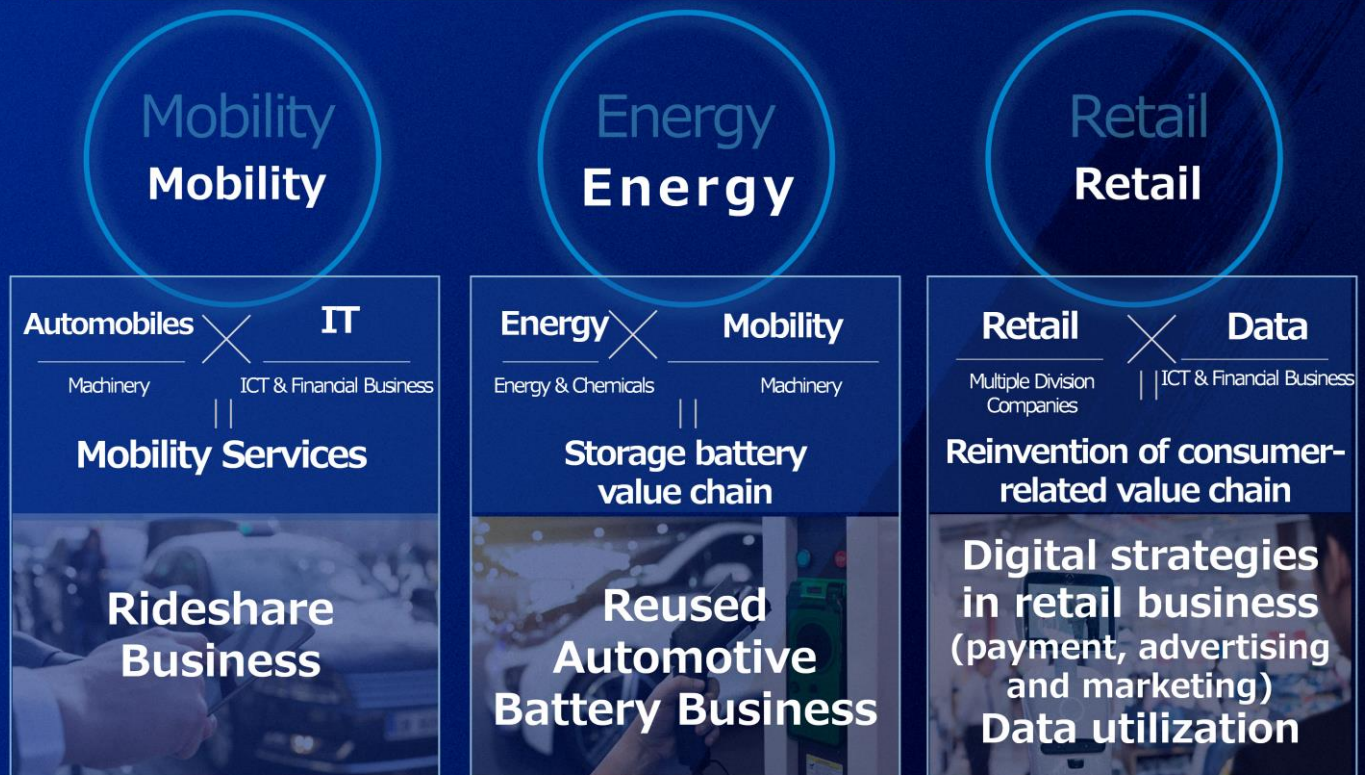 Mobility
Mobility
Automobiles × IT
Machinery ICT & Financial Business
||
Mobility Services
Rideshare
Business
Energy
Energy
Energy × Mobility
Energy & Chemicals Machinery
||
Storage battery
value chain
Reused
Automotive
Battery Business
Retail
Retail
Retail × Data
Multiple Division
Companies
|| ICT & Financial Business
Reinvention of consumer-
related value chain
Digital strategies
in retail business
(payment, advertising
and marketing)
Data utilization